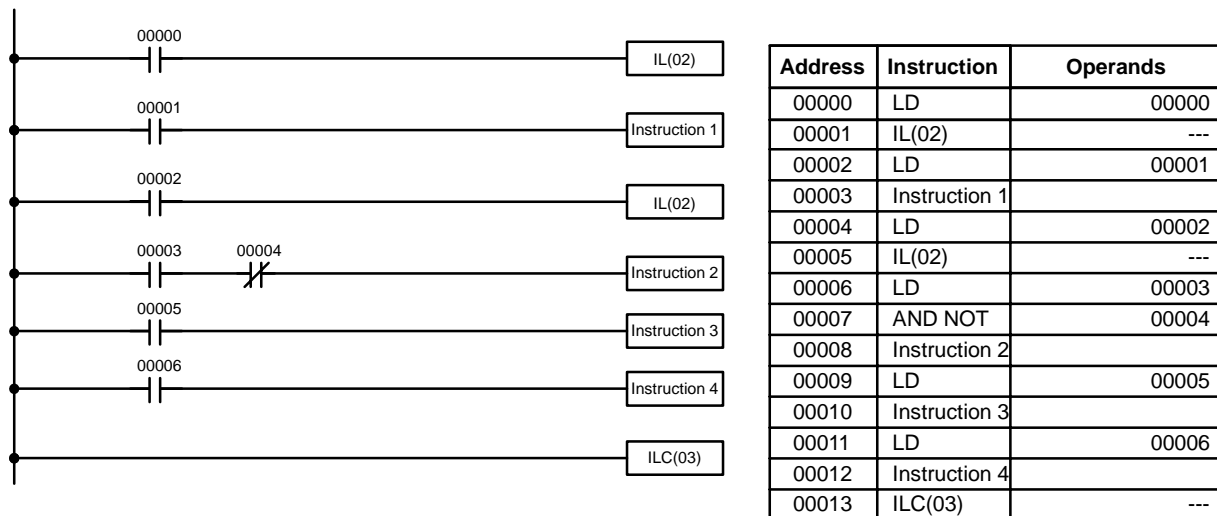 00000
IL(02)
00001
Instruction 1
00002
IL(02)
00003 00004
Instruction 2
00005
Instruction 3
00006
Instruction 4
ILC(03)
Address Instruction Operands
00000 LD 00000
00001 IL(02) ---
00002 LD 00001
00003 Instruction 1
00004 LD 00002
00005 IL(02) ---
00006 LD 00003
00007 AND NOT 00004
00008 Instruction 2
00009 LD 00005
00010 Instruction 3
00011 LD 00006
00012 Instruction 4
00013 ILC(03) ---